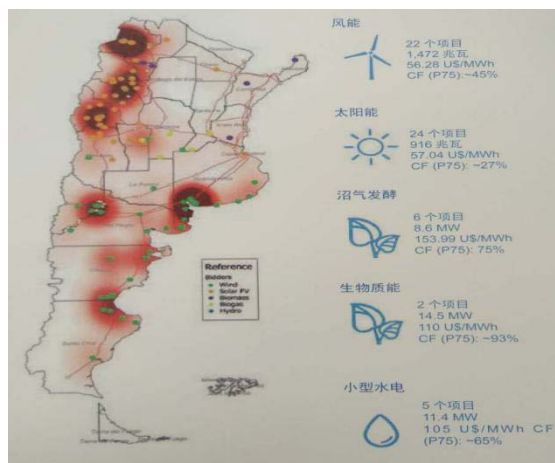 风能
22 个项目
1,472 兆瓦
56.28 U$/MWh
CF (P75):~45%
太阳能
24 个项目
916 兆瓦
57.04 U$/MWh
CF (P75):~27%
沼气发酵
6 个项目
8.6 MW
153.99 U$/MWh
CF (P75): 75%
生物质能
2 个项目
14.5 MW
110 U$/MWh
CF (P75): ~93%
小型水电
5 个项目
11.4 MW
105 U$/MWh CF
(P75): ~65%
Reference
Bidders
Wind
Solar PV
Biomass
Biogas
Hydro